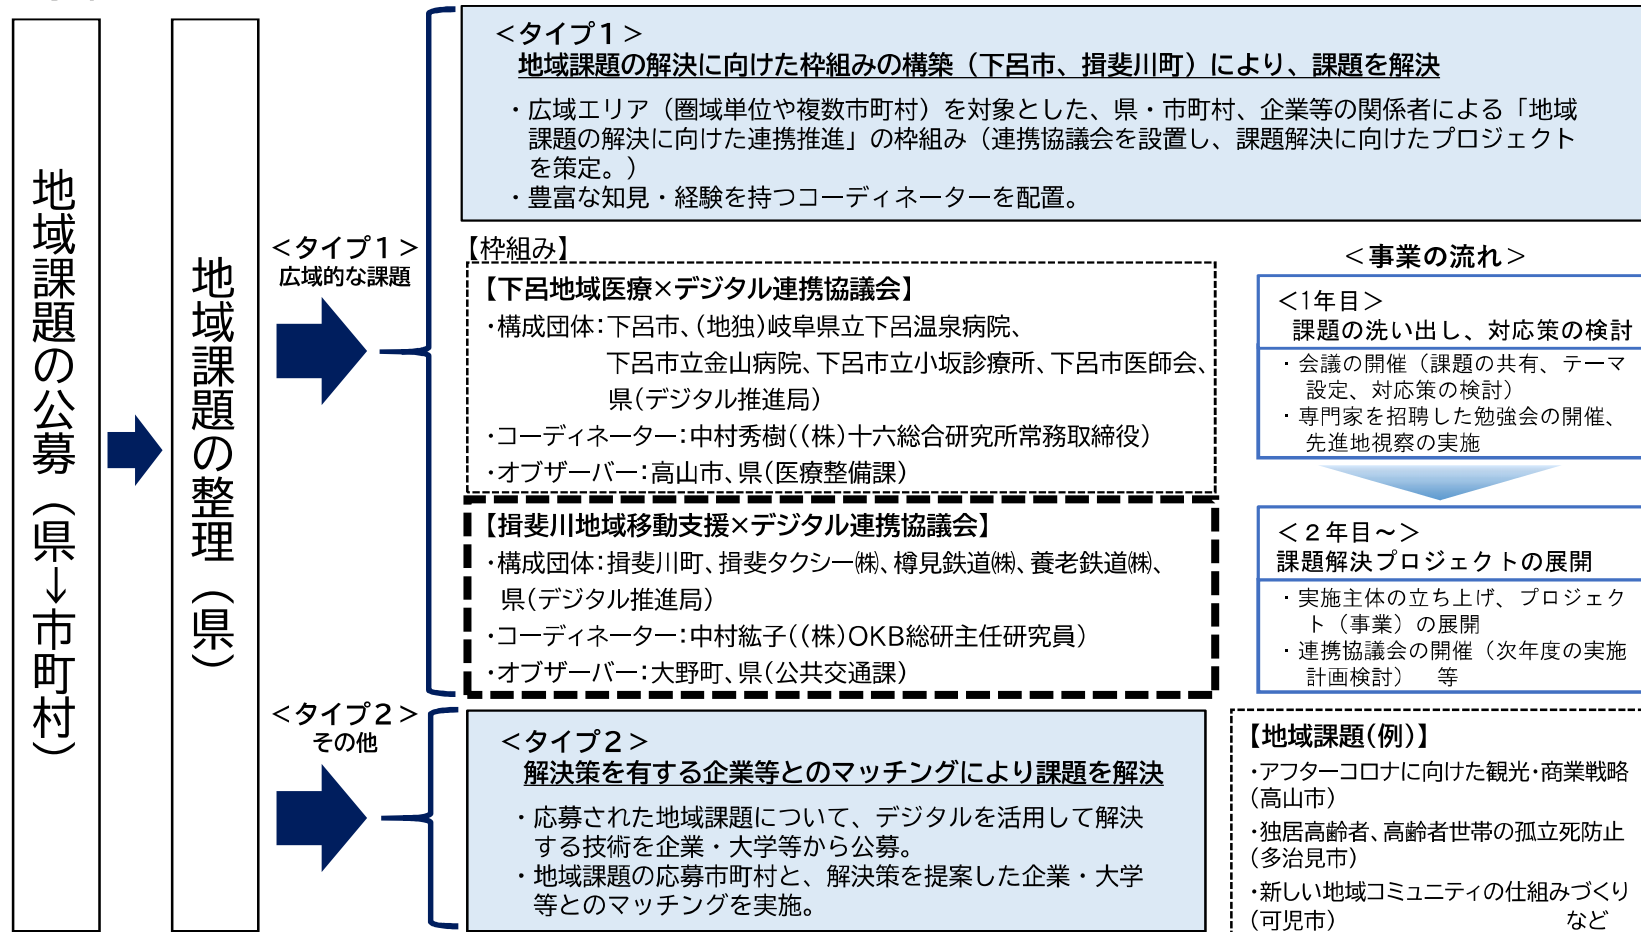 地域課題の公募（県→市町村）
地域課題の整理（県）
＜タイプ１＞
広域的な課題
＜タイプ１＞
地域課題の解決に向けた枠組みの構築（下呂市、揖斐川町）により、課題を解決
・広域エリア（圏域単位や複数市町村）を対象とした、県・市町村、企業等の関係者による「地域
課題の解決に向けた連携推進」の枠組み（連携協議会を設置し、課題解決に向けたプロジェクト
を策定。）
・豊富な知見・経験を持つコーディネーターを配置。
【枠組み】
【下呂地域医療×デジタル連携協議会】
・構成団体：下呂市、（地独）岐阜県立下呂温泉病院、
下呂市立金山病院、下呂市立小坂診療所、下呂市医師会、
県（デジタル推進局）
・コーディネーター：中村秀樹（（株）十六総合研究所常務取締役）
・オブザーバー：高山市、県（医療整備課）
【揖斐川地域移動支援×デジタル連携協議会】
・構成団体：揖斐川町、揖斐タクシー㈱、樽見鉄道㈱、養老鉄道㈱、
県（デジタル推進局）
・コーディネーター：中村紘子（（株）OKB総研主任研究員）
・オブザーバー：大野町、県（公共交通課）
＜事業の流れ＞
＜1年目＞
課題の洗い出し、対応策の検討
・会議の開催（課題の共有、テーマ
設定、対応策の検討）
・専門家を招聘した勉強会の開催、
先進地視察の実施
＜２年目～＞
課題解決プロジェクトの展開
・実施主体の立ち上げ、プロジェク
ト（事業）の展開
・連携協議会の開催（次年度の実施
計画検討）　等
＜タイプ２＞
その他
＜タイプ２＞
解決策を有する企業等とのマッチングにより課題を解決
・応募された地域課題について、デジタルを活用して解決
する技術を企業・大学等から公募。
・地域課題の応募市町村と、解決策を提案した企業・大学
等とのマッチングを実施。
【地域課題（例）】
・アフターコロナに向けた観光・商業戦略
（高山市）
・独居高齢者、高齢者世帯の孤立死防止
（多治見市）
・新しい地域コミュニティの仕組みづくり
（可児市）　など